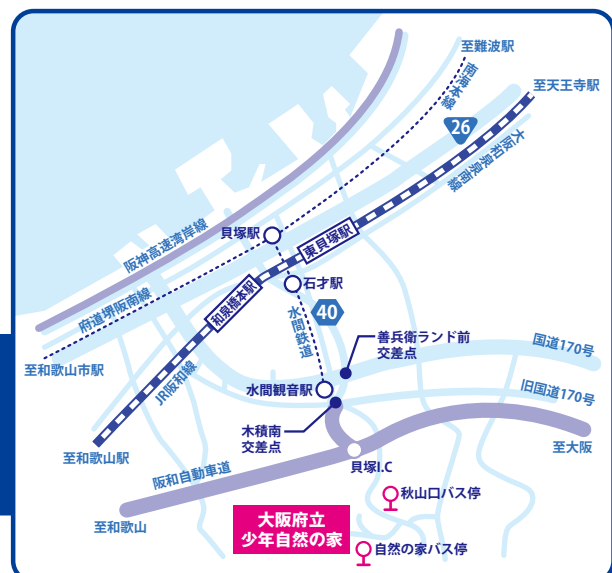 至難波駅
南海本線
至天王寺駅
26
大阪和泉泉南線
阪神高速湾岸線
貝塚駅
東貝塚駅
石才駅
和泉橋本駅
府道堺阪南線
40
水間鉄道
善兵衛ランド前
交差点
国道170号
至和歌山市駅
JR阪和線
水間観音駅
旧国道170号
木積南
交差点
至和歌山駅
至大阪
貝塚I.C
阪和自動車道
秋山口バス停
至和歌山
大阪府立
少年自然の家
自然の家バス停